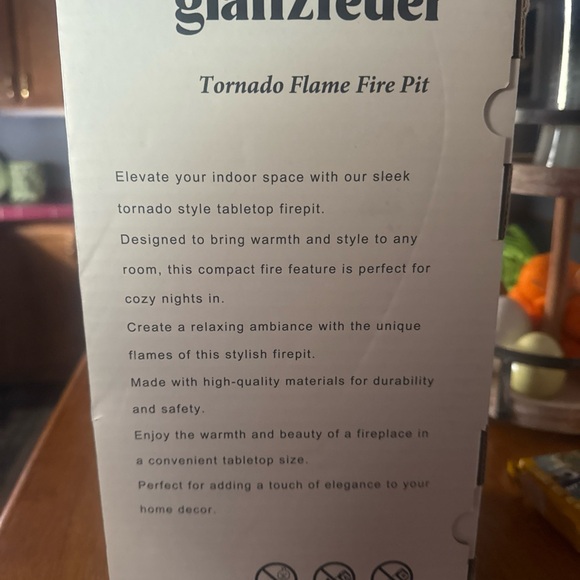 glanzfeuer
Tornado Flame Fire Pit
Elevate your indoor space with our sleek
tornado style tabletop firepit.
Designed to bring warmth and style to any
room, this compact fire feature is perfect for
cozy nights in.
Create a relaxing ambiance with the unique
flames of this stylish firepit.
Made with high-quality materials for durability
and safety.
Enjoy the warmth and beauty of a fireplace in
a convenient tabletop size.
Perfect for adding a touch of elegance to your
home decor.